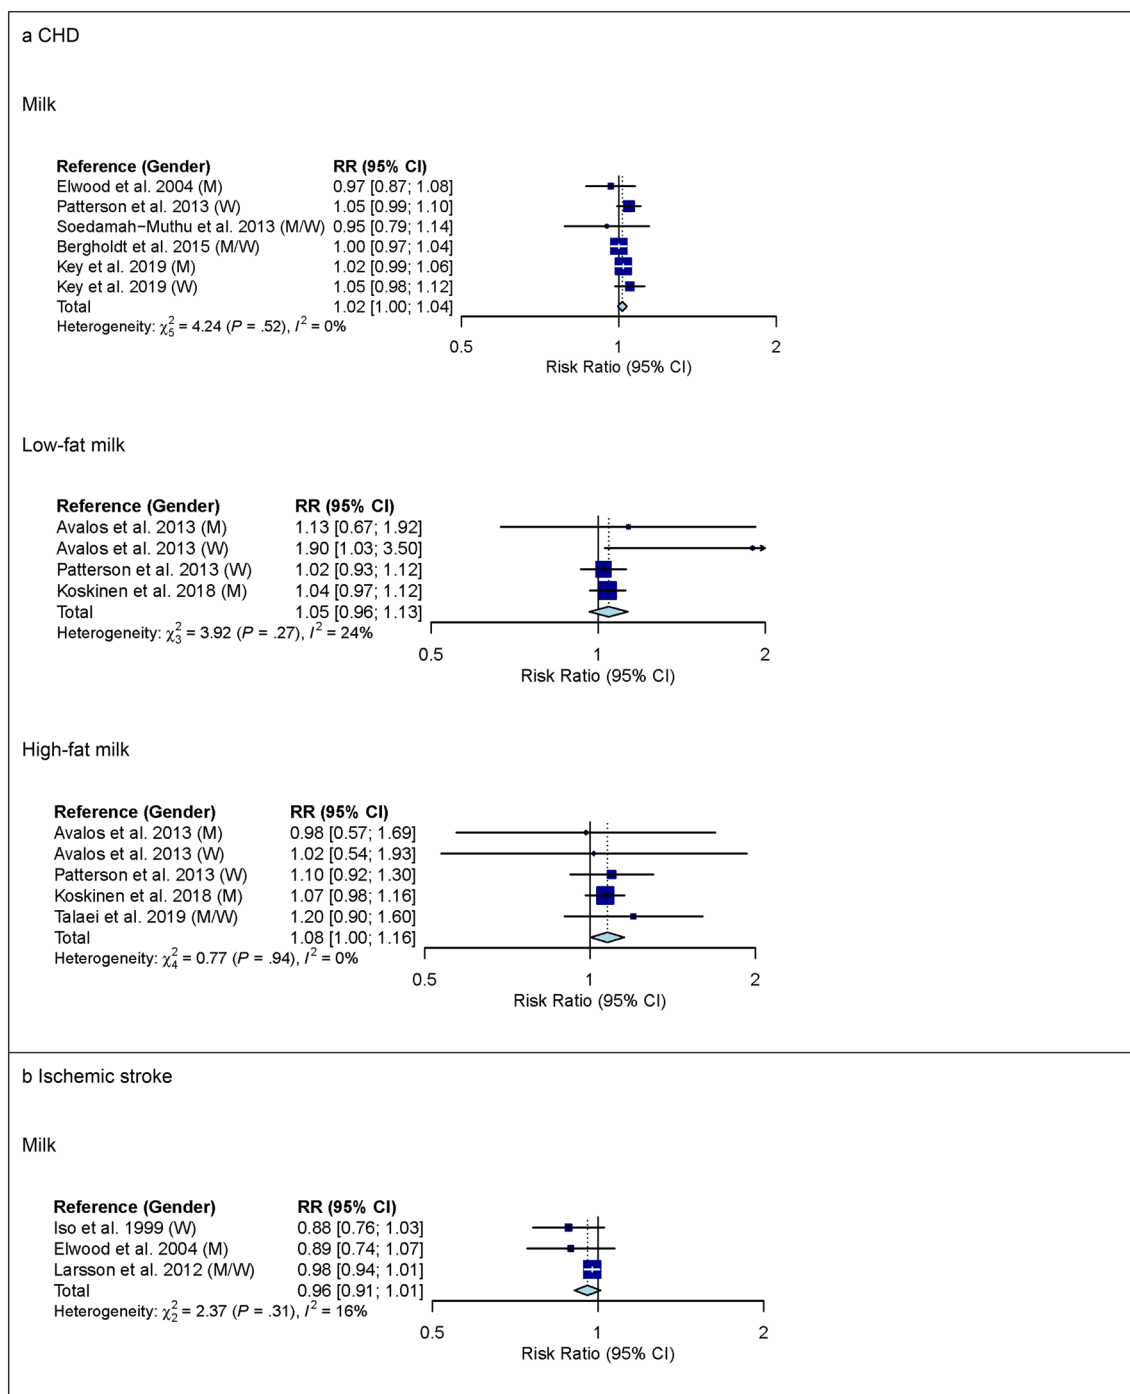 a CHD
Milk
Reference (Gender) RR (95% CI)
Elwood et al. 2004 (M) 0.97 [0.87; 1.08]
Patterson et al. 2013 (W) 1.05 [0.99; 1.10]
Soedamah−Muthu et al. 2013 (M/W) 0.95 [0.79; 1.14]
Bergholdt et al. 2015 (M/W) 1.00 [0.97; 1.04]
Key et al. 2019 (M) 1.02 [0.99; 1.06]
Key et al. 2019 (W) 1.05 [0.98; 1.12]
Total 1.02 [1.00; 1.04]
Heterogeneity: χ²₅ = 4.24 (P = .52), I² = 0%
0.5 1 2
Risk Ratio (95% CI)
Low-fat milk
Reference (Gender) RR (95% CI)
Avalos et al. 2013 (M) 1.13 [0.67; 1.92]
Avalos et al. 2013 (W) 1.90 [1.03; 3.50]
Patterson et al. 2013 (W) 1.02 [0.93; 1.12]
Koskinen et al. 2018 (M) 1.04 [0.97; 1.12]
Total 1.05 [0.96; 1.13]
Heterogeneity: χ²₃ = 3.92 (P = .27), I² = 24%
0.5 1 2
Risk Ratio (95% CI)
High-fat milk
Reference (Gender) RR (95% CI)
Avalos et al. 2013 (M) 0.98 [0.57; 1.69]
Avalos et al. 2013 (W) 1.02 [0.54; 1.93]
Patterson et al. 2013 (W) 1.10 [0.92; 1.30]
Koskinen et al. 2018 (M) 1.07 [0.98; 1.16]
Talaei et al. 2019 (M/W) 1.20 [0.90; 1.60]
Total 1.08 [1.00; 1.16]
Heterogeneity: χ²₄ = 0.77 (P = .94), I² = 0%
0.5 1 2
Risk Ratio (95% CI)
b Ischemic stroke
Milk
Reference (Gender) RR (95% CI)
Iso et al. 1999 (W) 0.88 [0.76; 1.03]
Elwood et al. 2004 (M) 0.89 [0.74; 1.07]
Larsson et al. 2012 (M/W) 0.98 [0.94; 1.01]
Total 0.96 [0.91; 1.01]
Heterogeneity: χ²₂ = 2.37 (P = .31), I² = 16%
0.5 1 2
Risk Ratio (95% CI)